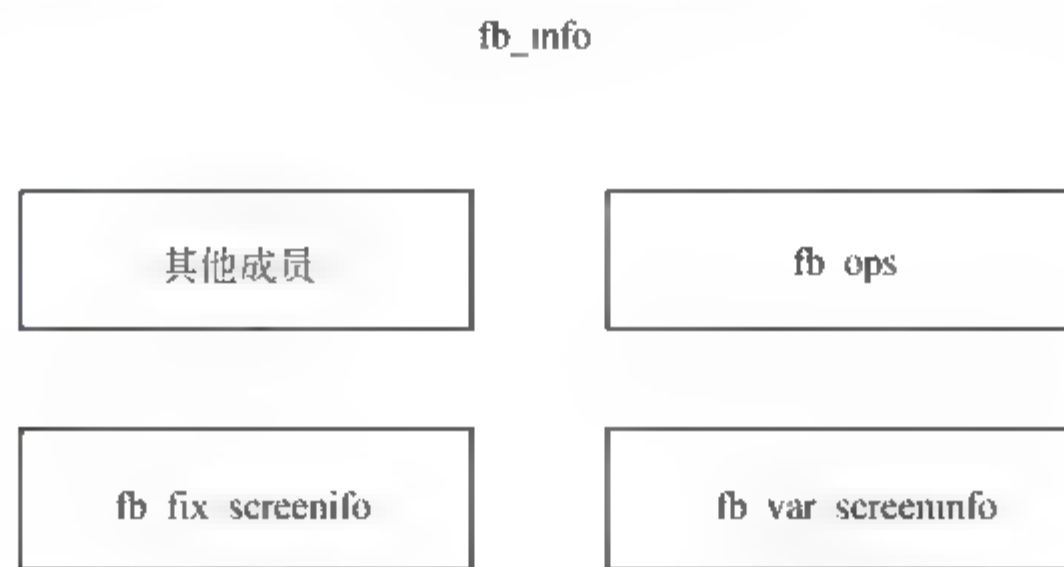 fb_info
其他成员
fb ops
fb fix screenifo
fb var screeninfo